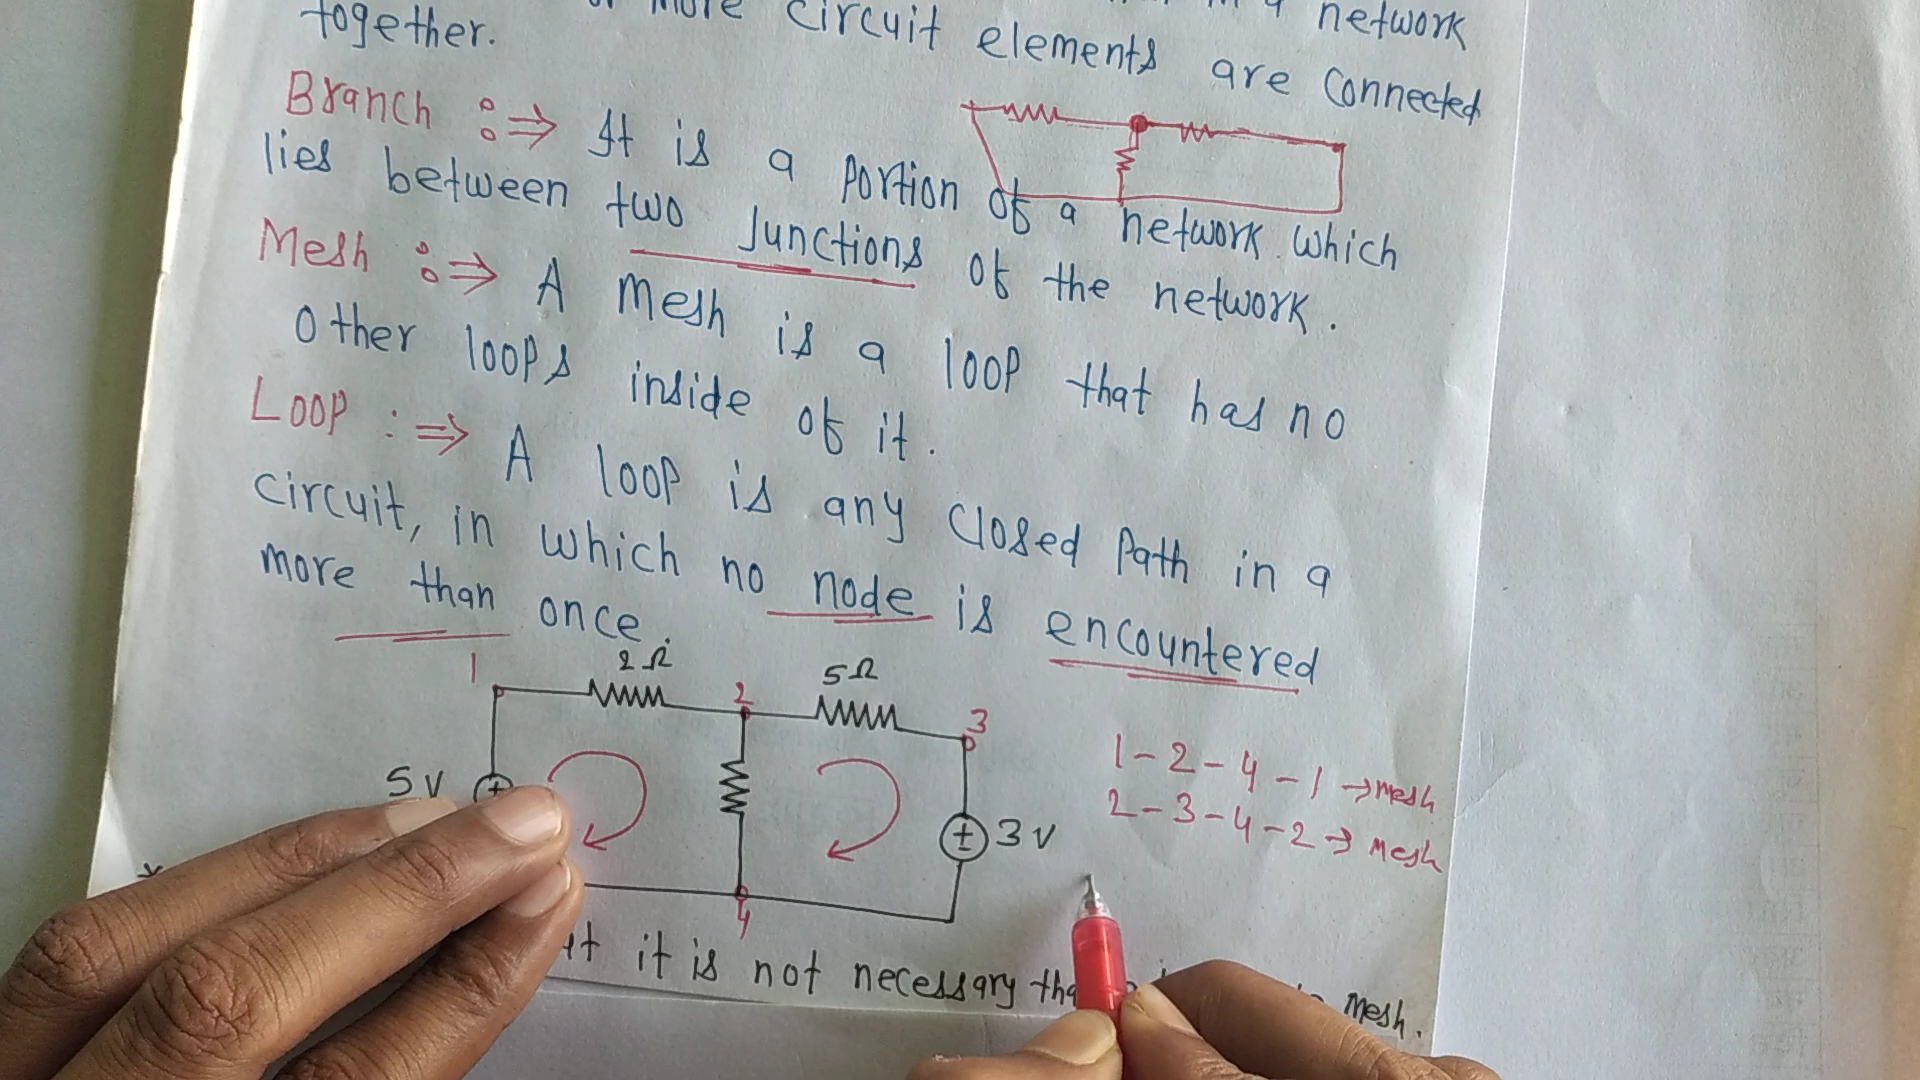 or more circuit elements are connected
network
together.
Branch :⇒ It is a portion of a network which
lies between two junctions of the network.
Mesh :⇒ A mesh is a loop that has no
other loops inside of it.
Loop :⇒ A loop is any closed path in a
circuit, in which no node is encountered
more than once.
1 2Ω 2 5Ω 3
5V 3V
4
1-2-4-1 → mesh
2-3-4-2 → mesh
it is not necessary mesh.